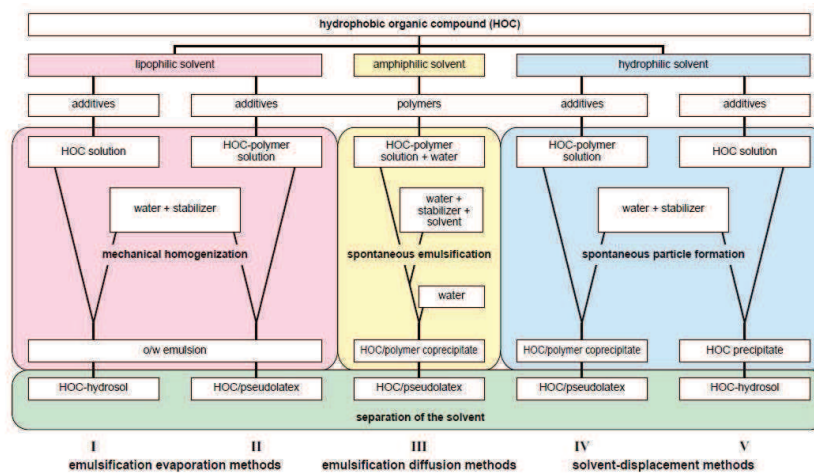 hydrophobic organic compound (HOC)
lipophilic solvent
amphiphilic solvent
hydrophilic solvent
additives
additives
polymers
additives
additives
HOC solution
HOC-polymer
solution
HOC-polymer
solution + water
HOC-polymer
solution
HOC solution
water + stabilizer
water +
stabilizer +
solvent
water + stabilizer
mechanical homogenization
spontaneous emulsification
spontaneous particle formation
water
o/w emulsion
HOC/polymer coprecipitate
HOC/polymer coprecipitate
HOC precipitate
HOC-hydrosol
HOC/pseudolatex
HOC/pseudolatex
HOC/pseudolatex
HOC-hydrosol
separation of the solvent
I
II
III
IV
V
emulsification evaporation methods
emulsification diffusion methods
solvent-displacement methods